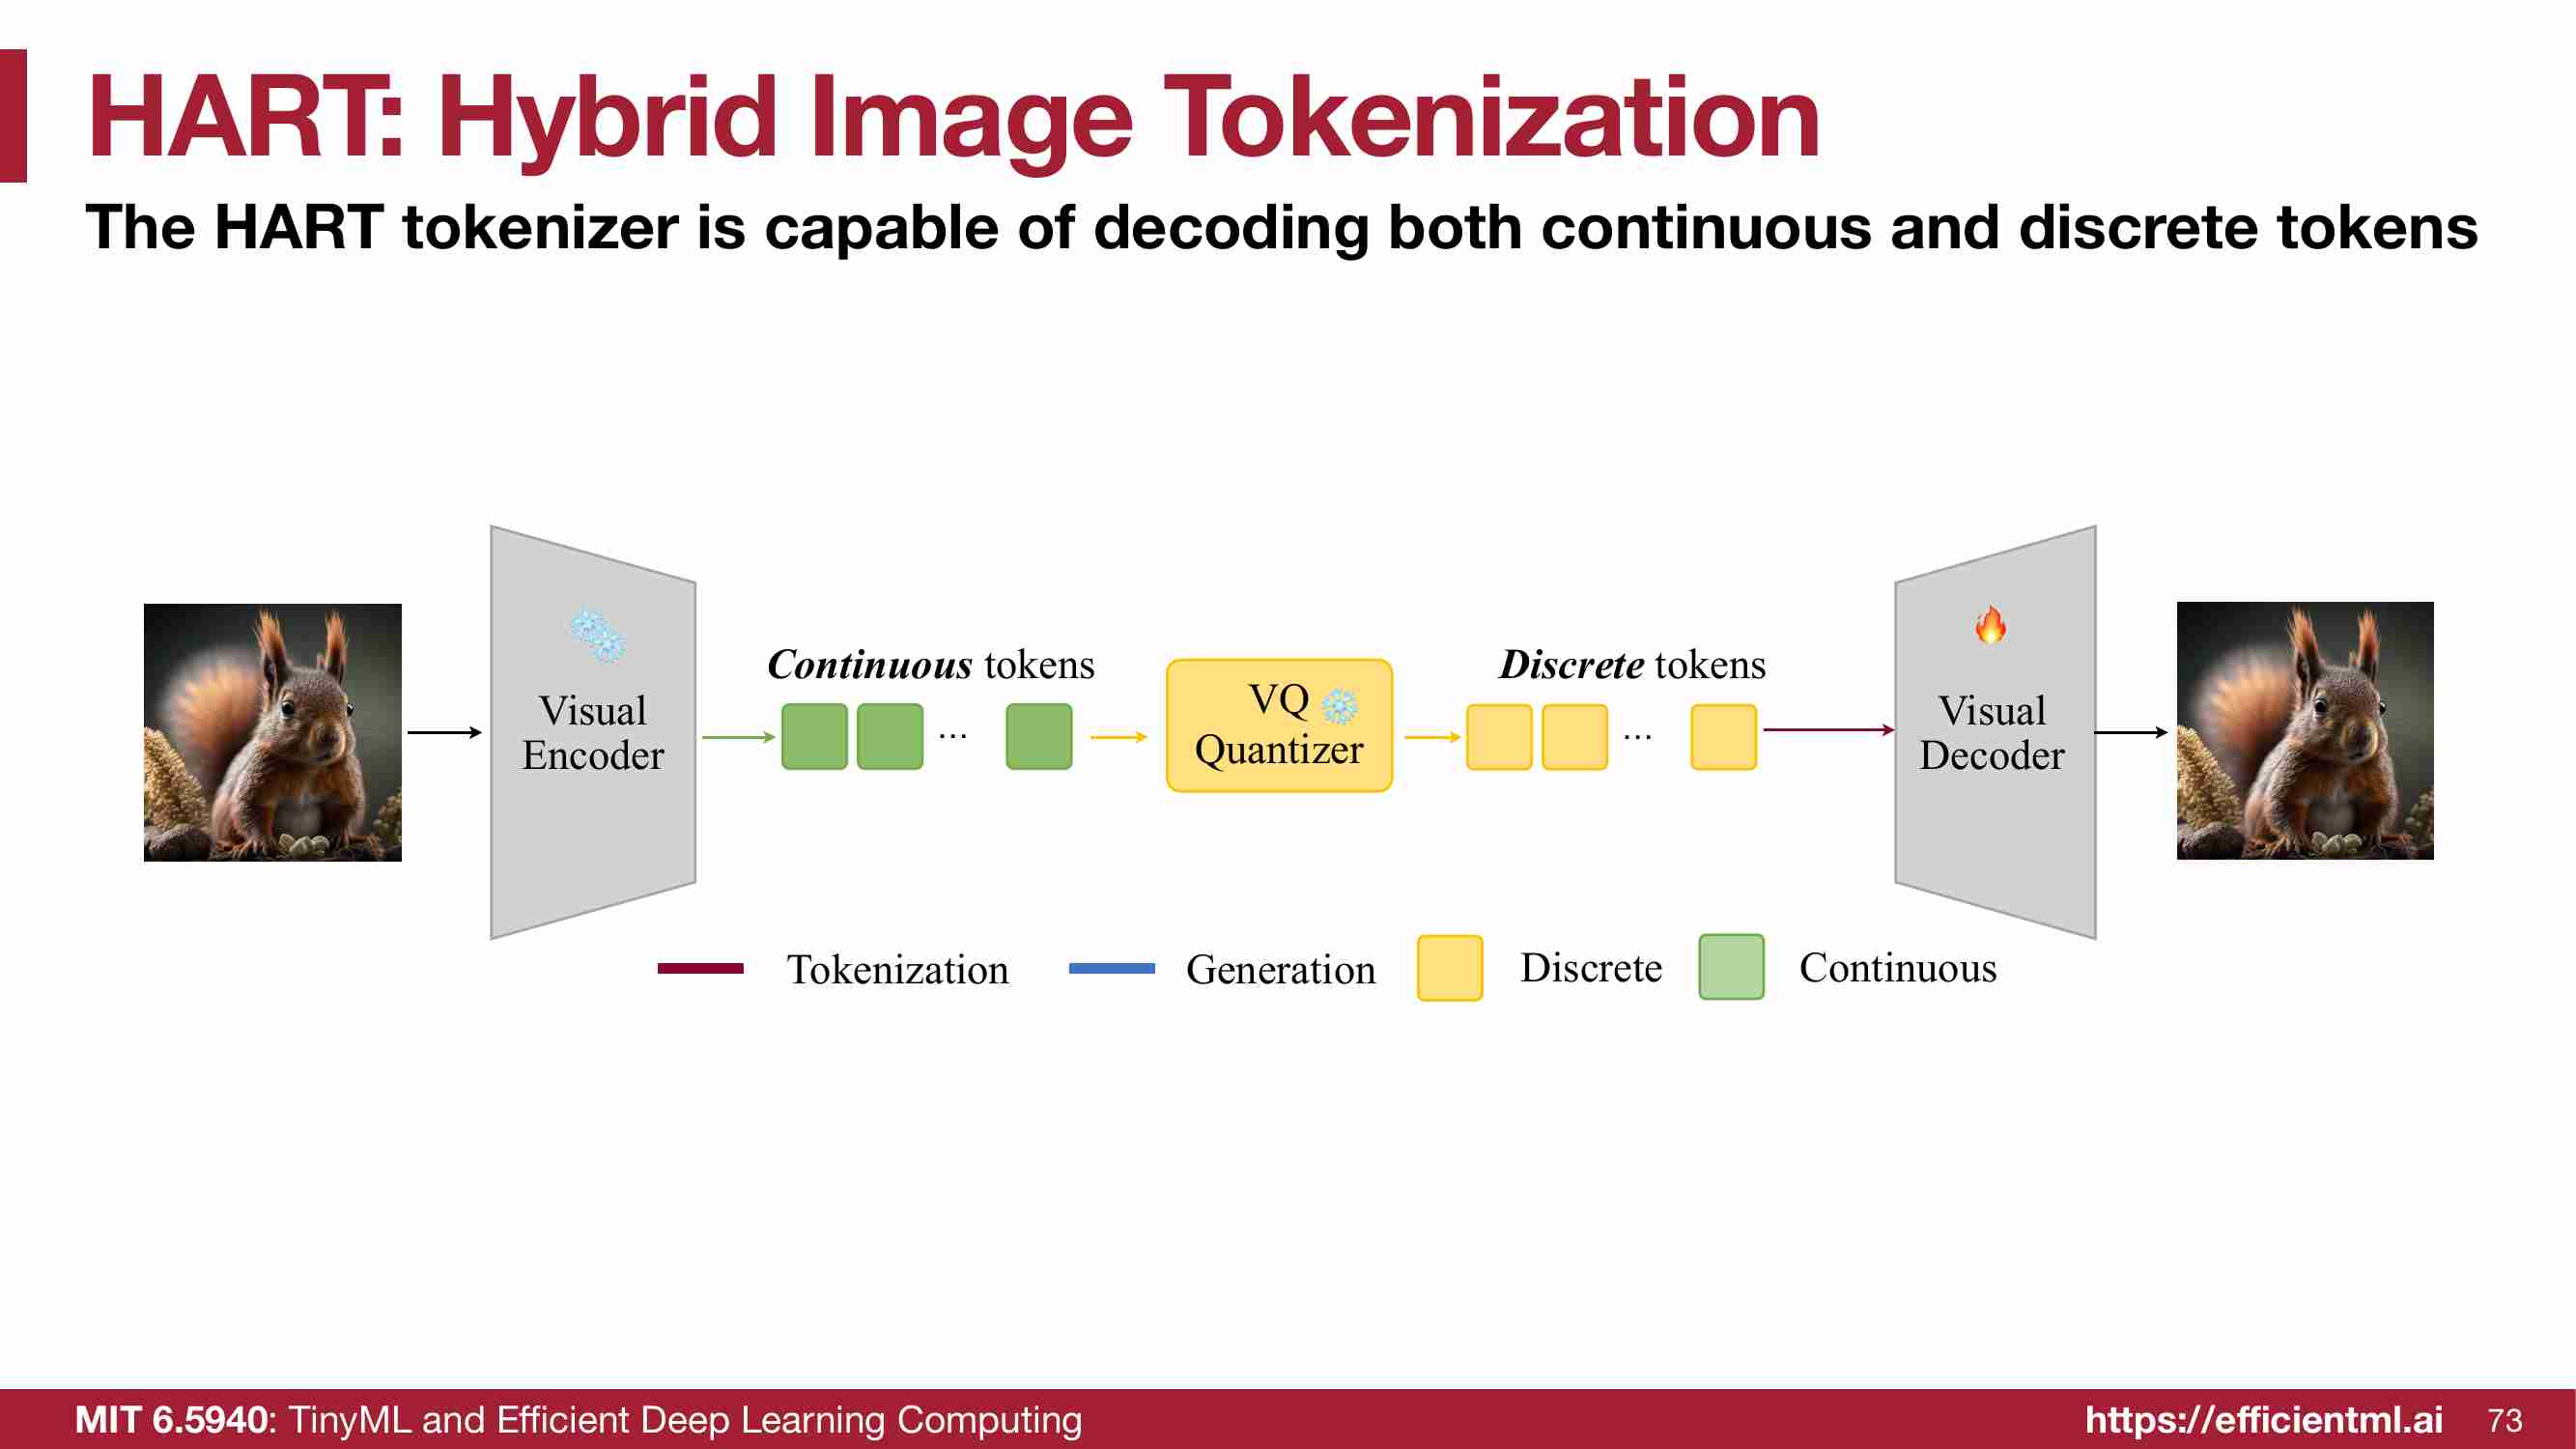 HART: Hybrid Image Tokenization
The HART tokenizer is capable of decoding both continuous and discrete tokens
Visual
Encoder
Continuous tokens
...
VQ
Quantizer
Discrete tokens
...
Visual
Decoder
Tokenization
Generation
Discrete
Continuous
MIT 6.5940: TinyML and Efficient Deep Learning Computing
https://efficientml.ai
73